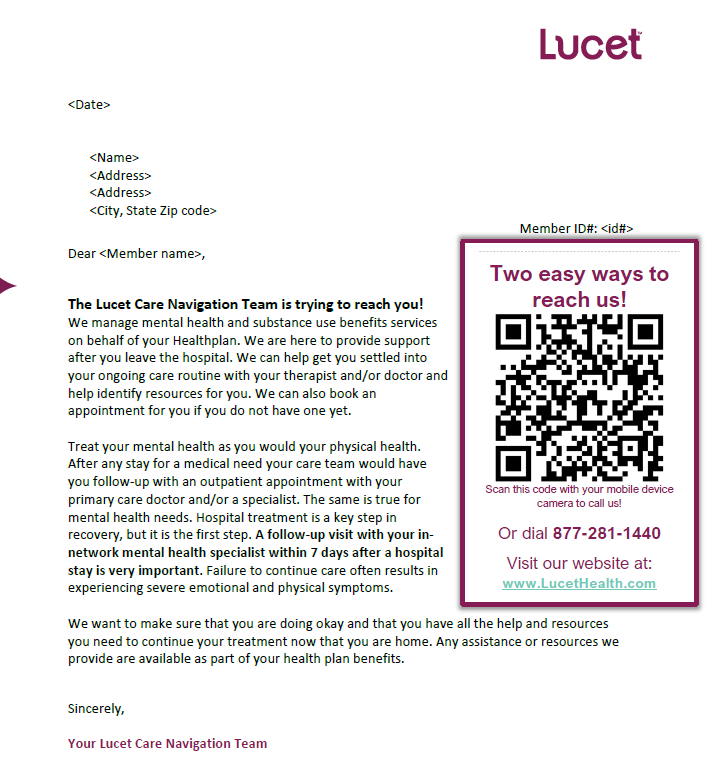 Lucet™
<Date>
<Name>
<Address>
<Address>
<City, State Zip code>
Member ID#: <id#>
Dear <Member name>,
The Lucet Care Navigation Team is trying to reach you!
We manage mental health and substance use benefits services
on behalf of your Healthplan. We are here to provide support
after you leave the hospital. We can help get you settled into
your ongoing care routine with your therapist and/or doctor and
help identify resources for you. We can also book an
appointment for you if you do not have one yet.
Treat your mental health as you would your physical health.
After any stay for a medical need your care team would have
you follow-up with an outpatient appointment with your
primary care doctor and/or a specialist. The same is true for
mental health needs. Hospital treatment is a key step in
recovery, but it is the first step. A follow-up visit with your in-
network mental health specialist within 7 days after a hospital
stay is very important. Failure to continue care often results in
experiencing severe emotional and physical symptoms.
Two easy ways to
reach us!
Scan this code with your mobile device
camera to call us!
Or dial 877-281-1440
Visit our website at:
www.LucetHealth.com
We want to make sure that you are doing okay and that you have all the help and resources
you need to continue your treatment now that you are home. Any assistance or resources we
provide are available as part of your health plan benefits.
Sincerely,
Your Lucet Care Navigation Team